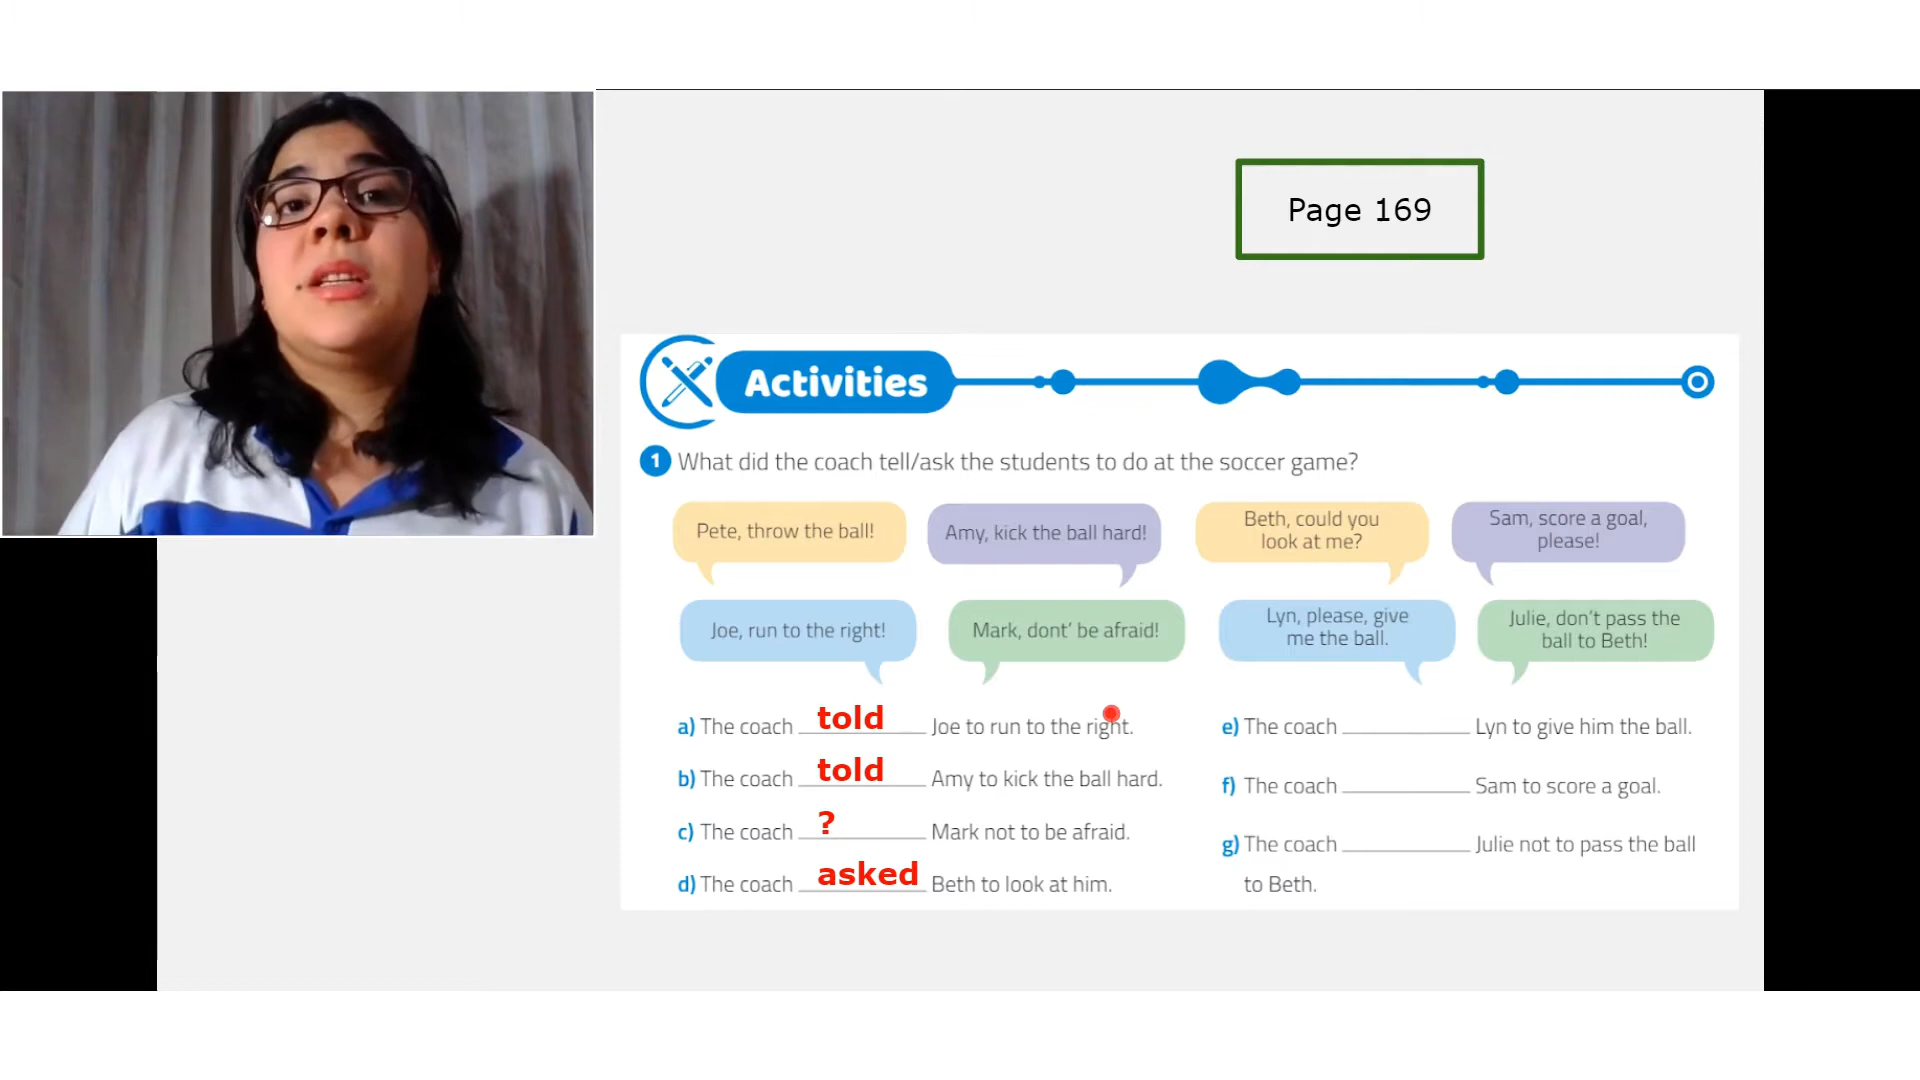 Page 169
Activities
1 What did the coach tell/ask the students to do at the soccer game?
Pete, throw the ball!
Amy, kick the ball hard!
Beth, could you
look at me?
Sam, score a goal,
please!
Joe, run to the right!
Mark, dont' be afraid!
Lyn, please, give
me the ball.
Julie, don't pass the
ball to Beth!
a) The coach told Joe to run to the right.
b) The coach told Amy to kick the ball hard.
c) The coach ? Mark not to be afraid.
d) The coach asked Beth to look at him.
e) The coach __________ Lyn to give him the ball.
f) The coach __________ Sam to score a goal.
g) The coach __________ Julie not to pass the ball
to Beth.